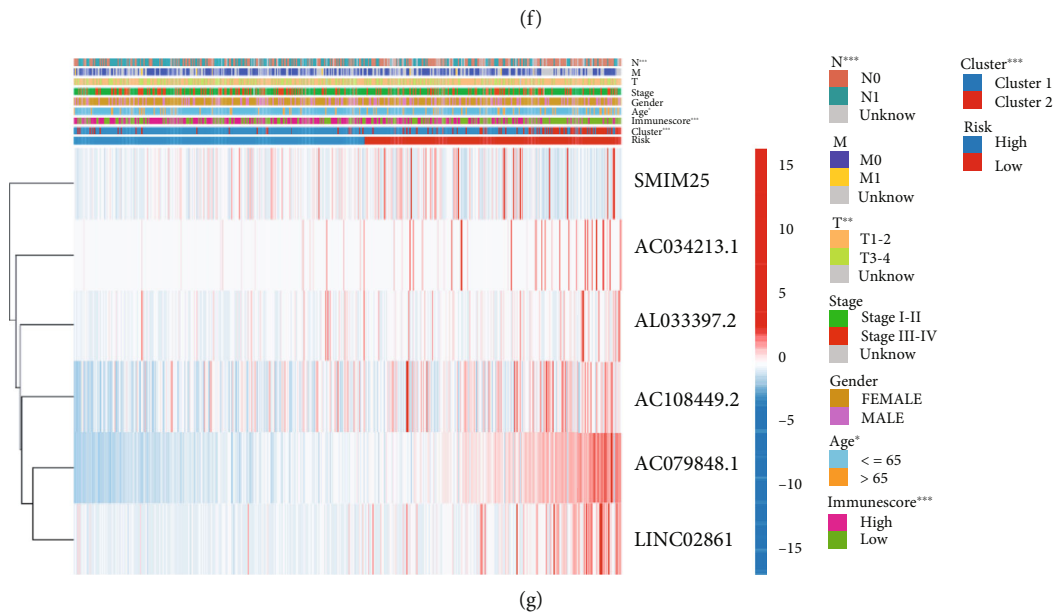 (f)
N***
M
T
Stage
Gender
Age*
Immunescore***
Cluster***
Risk
SMIM25
AC034213.1
AL033397.2
AC108449.2
AC079848.1
LINC02861
15
10
5
0
−5
−10
−15
N***
N0
N1
Unknow
M
M0
M1
Unknow
T**
T1-2
T3-4
Unknow
Stage
Stage I-II
Stage III-IV
Unknow
Gender
FEMALE
MALE
Age*
< = 65
> 65
Immunescore***
High
Low
Cluster***
Cluster 1
Cluster 2
Risk
High
Low
(g)